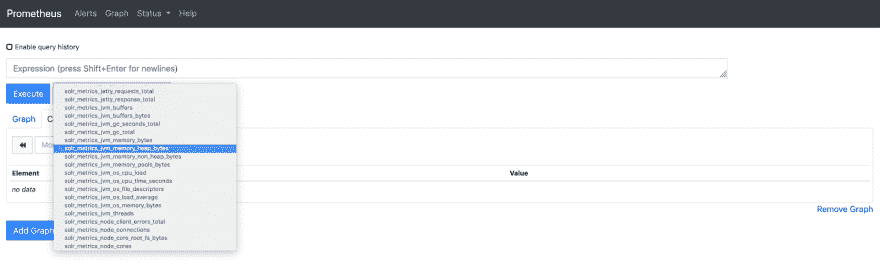 Prometheus Alerts Graph Status Help
Enable query history
Expression (press Shift+Enter for newlines)
Execute
solr_metrics_jetty_requests_total
solr_metrics_jetty_response_total
solr_metrics_jvm_buffers
solr_metrics_jvm_buffers_bytes
solr_metrics_jvm_gc_seconds_total
solr_metrics_jvm_gc_total
solr_metrics_jvm_memory_bytes
solr_metrics_jvm_memory_heap_bytes
solr_metrics_jvm_memory_non_heap_bytes
solr_metrics_jvm_memory_pools_bytes
solr_metrics_jvm_os_cpu_load
solr_metrics_jvm_os_cpu_time_seconds
solr_metrics_jvm_os_file_descriptors
solr_metrics_jvm_os_load_average
solr_metrics_jvm_os_memory_bytes
solr_metrics_jvm_threads
solr_metrics_node_client_errors_total
solr_metrics_node_connections
solr_metrics_node_core_root_fs_bytes
solr_metrics_node_cores
Graph C
Mo
Element Value
no data
Remove Graph
Add Graph